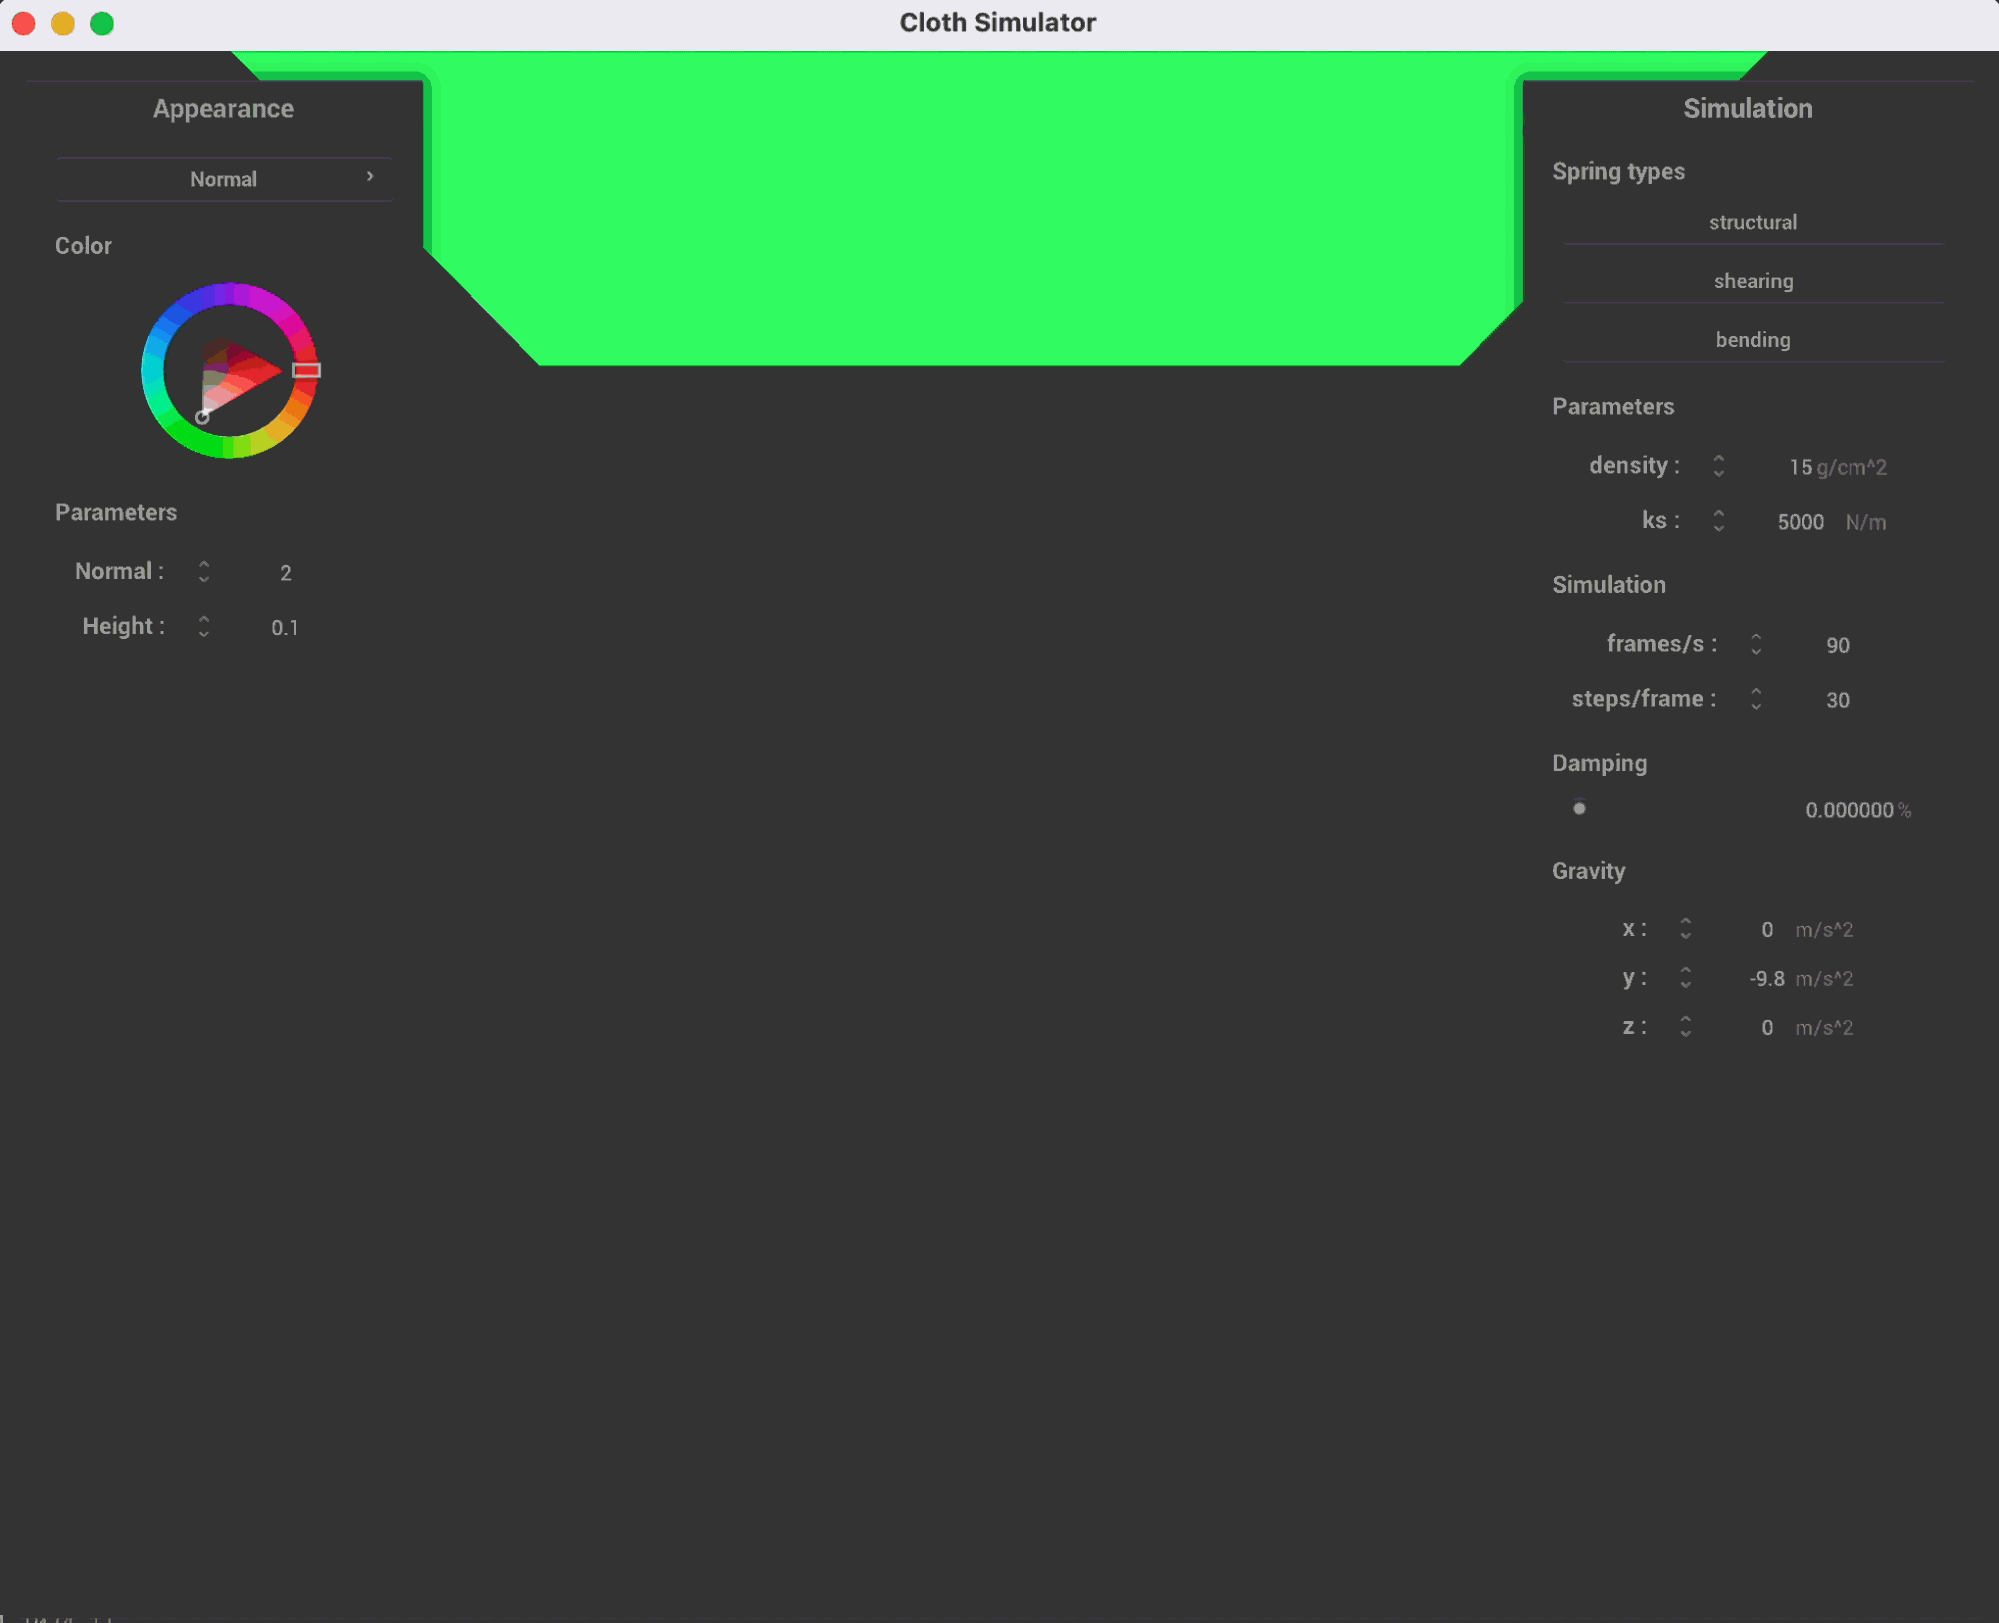 Cloth Simulator
Appearance
Normal
Color
Parameters
Normal : 2
Height : 0.1
Simulation
Spring types
structural
shearing
bending
Parameters
density : 15 g/cm^2
ks : 5000 N/m
Simulation
frames/s : 90
steps/frame : 30
Damping
0.000000 %
Gravity
x : 0 m/s^2
y : -9.8 m/s^2
z : 0 m/s^2